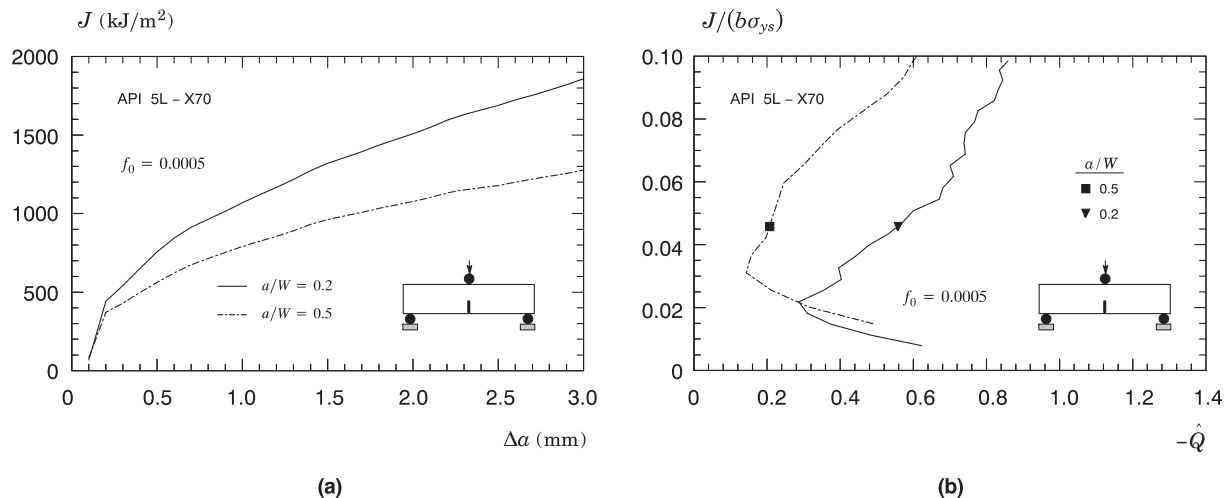 J (kJ/m²)
2000
1500
1000
500
0
API 5L – X70
f₀ = 0.0005
a/W = 0.2
a/W = 0.5
0 0.5 1.0 1.5 2.0 2.5 3.0
Δa (mm)
(a)
J/(bσys)
0.10
0.08
0.06
0.04
0.02
0
API 5L – X70
a/W
0.5
0.2
f₀ = 0.0005
0 0.2 0.4 0.6 0.8 1.0 1.2 1.4
–Q̂
(b)